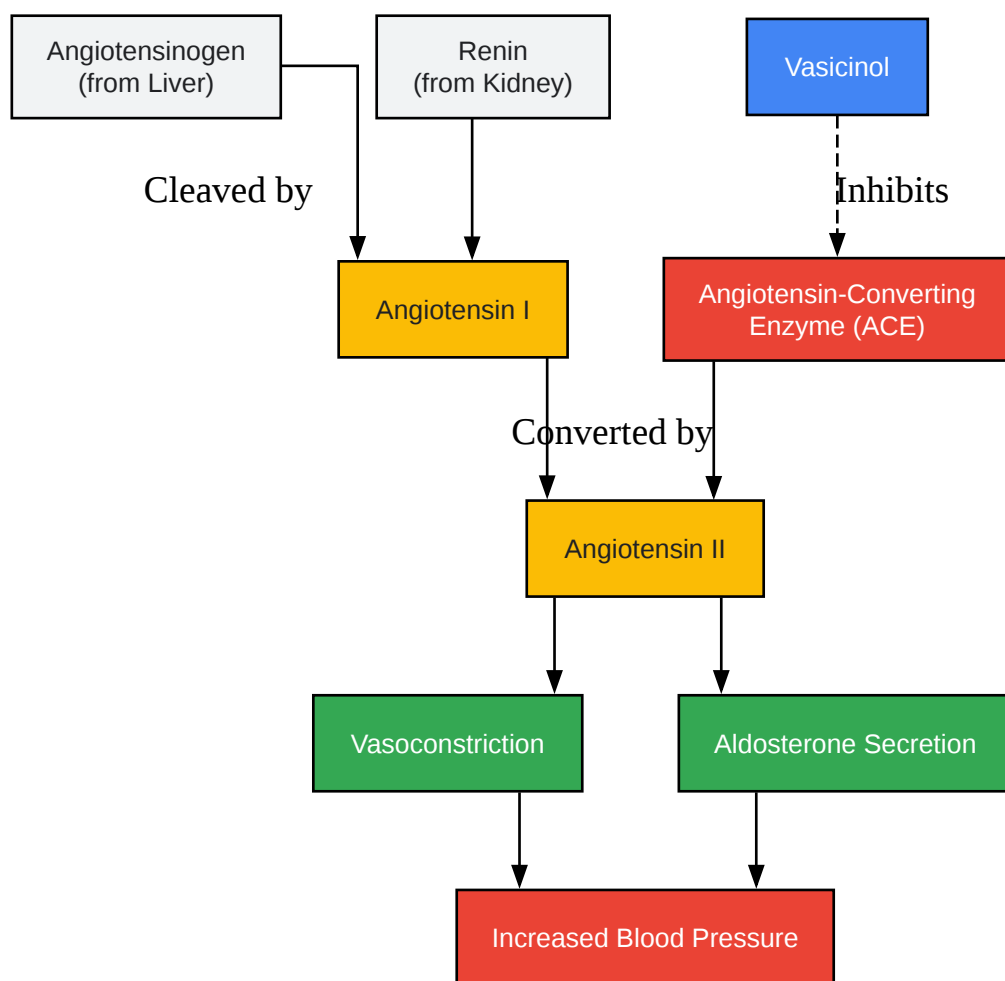 Angiotensinogen
(from Liver)
Renin
(from Kidney)
Vasicinol
Cleaved by
Inhibits
Angiotensin I
Angiotensin-Converting
Enzyme (ACE)
Converted by
Angiotensin II
Vasoconstriction
Aldosterone Secretion
Increased Blood Pressure